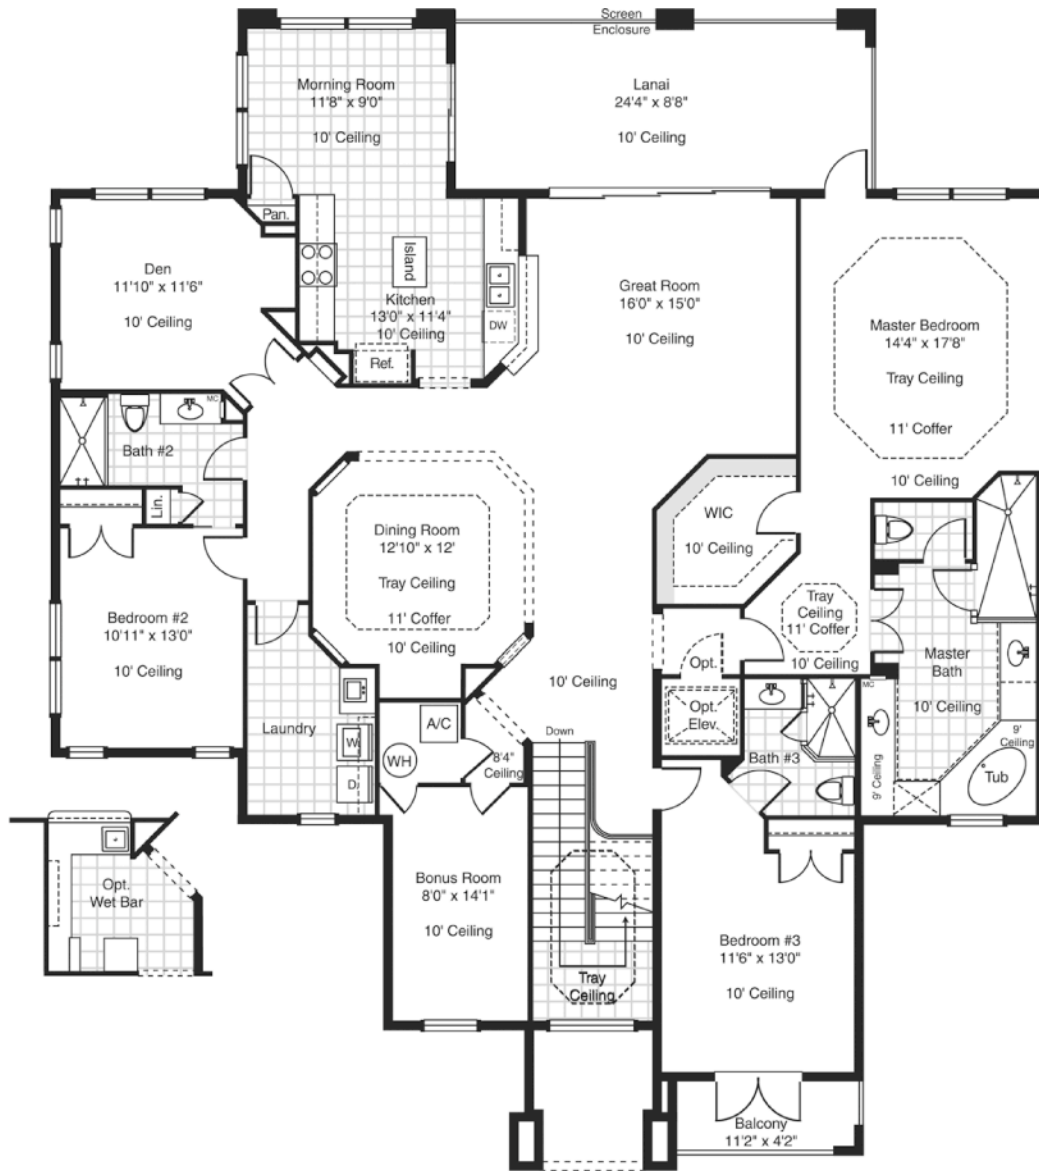 Screen
Enclosure
Morning Room
11'8" x 9'0"
10' Ceiling
Lanai
24'4" x 8'8"
10' Ceiling
Pan.
Den
11'10" x 11'6"
10' Ceiling
Island
Kitchen
13'0" x 11'4"
10' Ceiling
DW
Ref.
Great Room
16'0" x 15'0"
10' Ceiling
Master Bedroom
14'4" x 17'8"
Tray Ceiling
11' Coffer
10' Ceiling
MC
Bath #2
Lin.
Dining Room
12'10" x 12'
Tray Ceiling
11' Coffer
10' Ceiling
WIC
10' Ceiling
Bedroom #2
10'11" x 13'0"
10' Ceiling
Tray
Ceiling
11' Coffer
10' Ceiling
Master
Bath
10' Ceiling
MC
9' Ceiling
9'
Ceiling
Tub
Opt.
Opt.
Elev.
10' Ceiling
Laundry
W
D
A/C
WH
8'4"
Ceiling
Down
Bath #3
Opt.
Wet Bar
Bonus Room
8'0" x 14'1"
10' Ceiling
Tray
Ceiling
Bedroom #3
11'6" x 13'0"
10' Ceiling
Balcony
11'2" x 4'2"